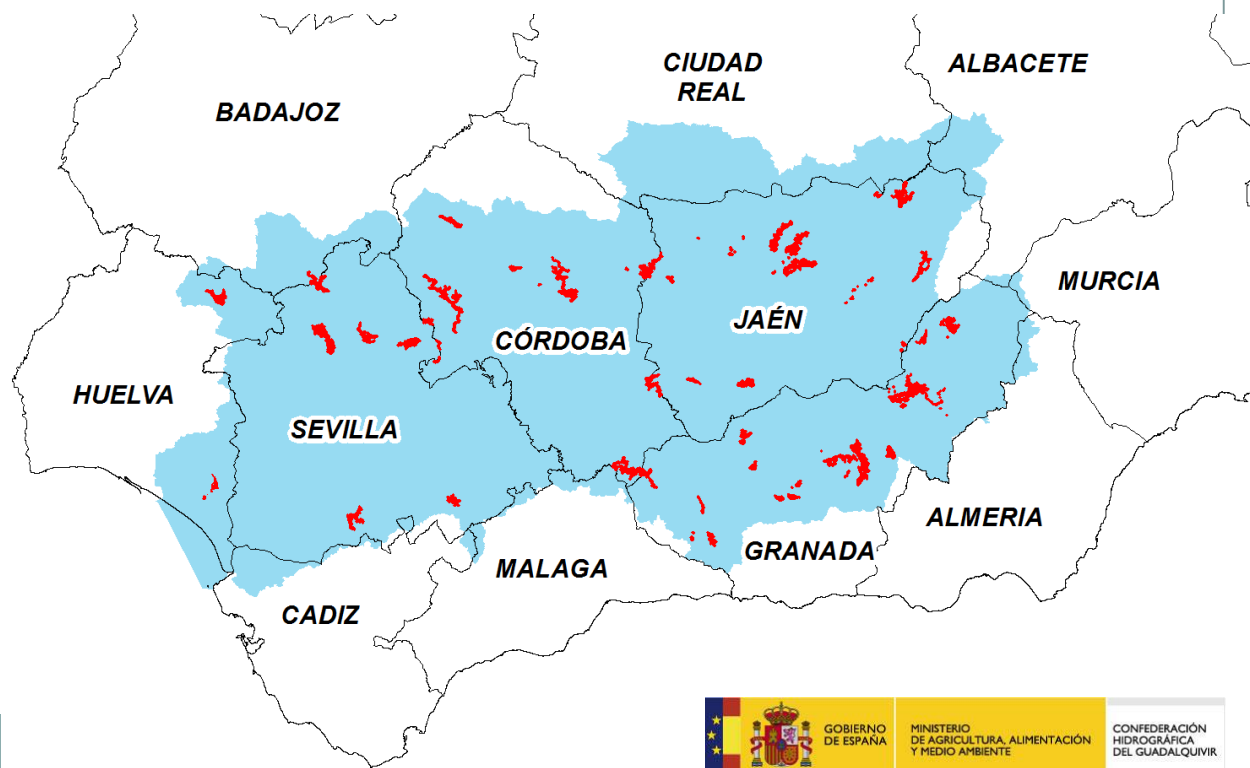 CIUDAD
REAL
ALBACETE
BADAJOZ
MURCIA
JAÉN
CÓRDOBA
HUELVA
SEVILLA
ALMERIA
GRANADA
MALAGA
CADIZ
GOBIERNO
DE ESPAÑA
MINISTERIO
DE AGRICULTURA, ALIMENTACIÓN
Y MEDIO AMBIENTE
CONFEDERACIÓN
HIDROGRÁFICA
DEL GUADALQUIVIR